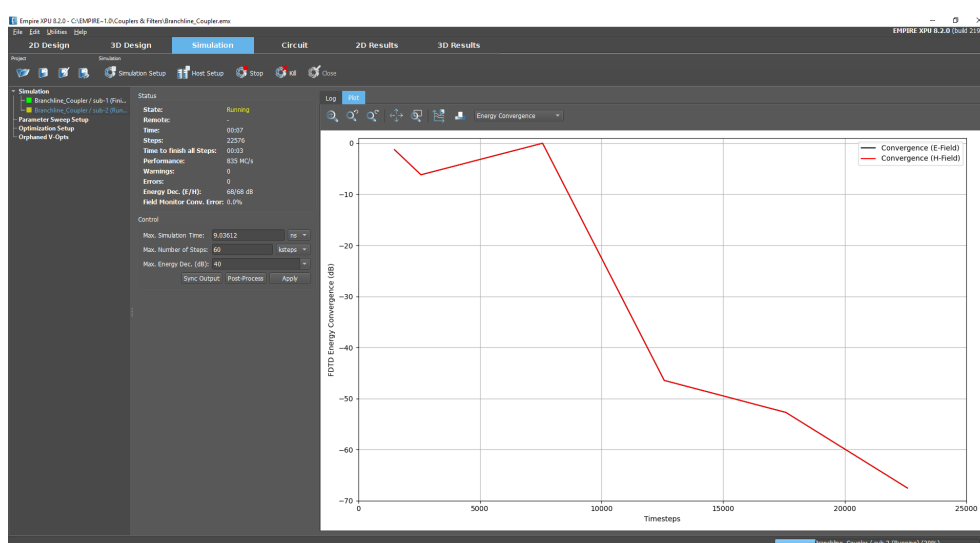 Empire XPU 8.2.0 - C:\EMPIRE~1.0\Couplers & Filters\Branchline_Coupler.emx
File Edit Utilities Help
EMPIRE XPU 8.2.0 (build 219
2D Design 3D Design Simulation Circuit 2D Results 3D Results
Project Simulation
Simulation Setup Host Setup Stop Kill Close
Simulation
Branchline_Coupler / sub-1 (Fini...
Branchline_Coupler / sub-2 (Run...
Parameter Sweep Setup
Optimization Setup
Orphaned V-Opts
Status
State: Running
Remote: -
Time: 00:07
Steps: 22576
Time to finish all Steps: 00:03
Performance: 835 MC/s
Warnings: 0
Errors: 0
Energy Dec. (E/H): 68/68 dB
Field Monitor Conv. Error: 0.0%
Control
Max. Simulation Time: 9.03612 ns
Max. Number of Steps: 60 ksteps
Max. Energy Dec. (dB): 40
Sync Output Post-Process Apply
Log Plot
Energy Convergence
Convergence (E-Field)
Convergence (H-Field)
FDTD Energy Convergence (dB)
0
−10
−20
−30
−40
−50
−60
−70
0 5000 10000 15000 20000 25000
Timesteps